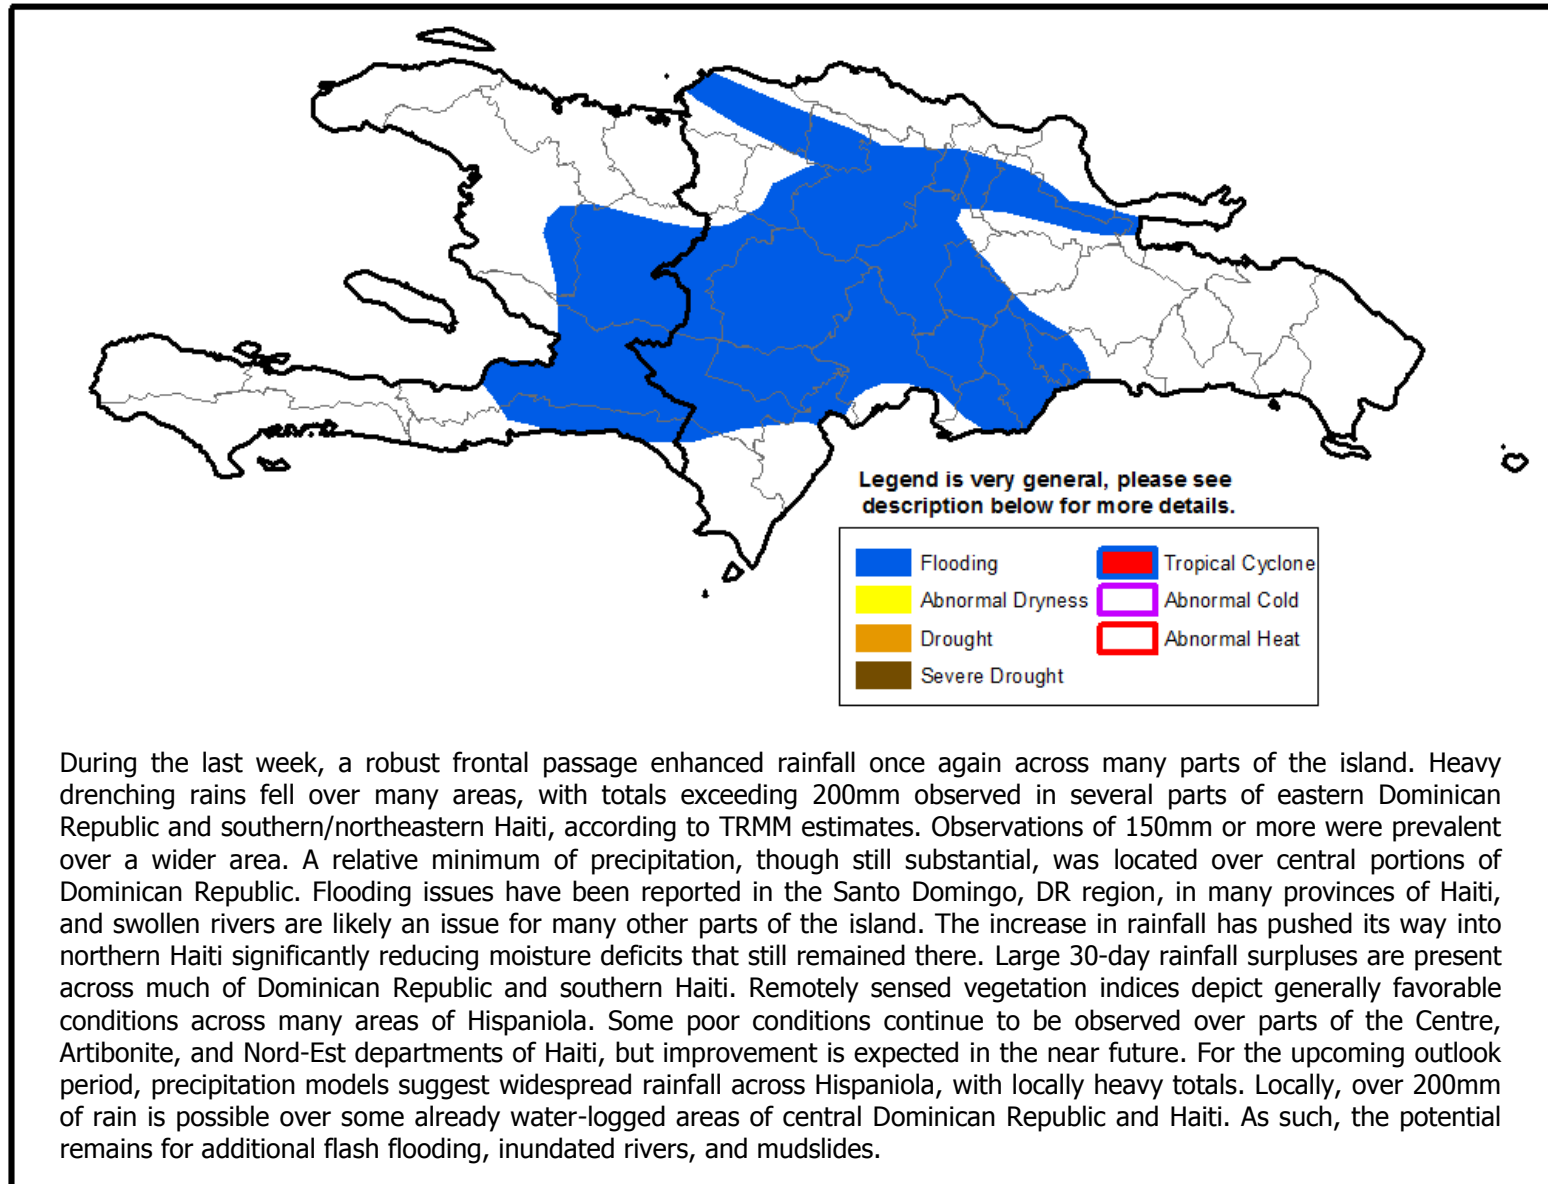 Legend is very general, please see
description below for more details.
Flooding
Tropical Cyclone
Abnormal Dryness
Abnormal Cold
Drought
Abnormal Heat
Severe Drought
During the last week, a robust frontal passage enhanced rainfall once again across many parts of the island. Heavy
drenching rains fell over many areas, with totals exceeding 200mm observed in several parts of eastern Dominican
Republic and southern/northeastern Haiti, according to TRMM estimates. Observations of 150mm or more were prevalent
over a wider area. A relative minimum of precipitation, though still substantial, was located over central portions of
Dominican Republic. Flooding issues have been reported in the Santo Domingo, DR region, in many provinces of Haiti,
and swollen rivers are likely an issue for many other parts of the island. The increase in rainfall has pushed its way into
northern Haiti significantly reducing moisture deficits that still remained there. Large 30-day rainfall surpluses are present
across much of Dominican Republic and southern Haiti. Remotely sensed vegetation indices depict generally favorable
conditions across many areas of Hispaniola. Some poor conditions continue to be observed over parts of the Centre,
Artibonite, and Nord-Est departments of Haiti, but improvement is expected in the near future. For the upcoming outlook
period, precipitation models suggest widespread rainfall across Hispaniola, with locally heavy totals. Locally, over 200mm
of rain is possible over some already water-logged areas of central Dominican Republic and Haiti. As such, the potential
remains for additional flash flooding, inundated rivers, and mudslides.